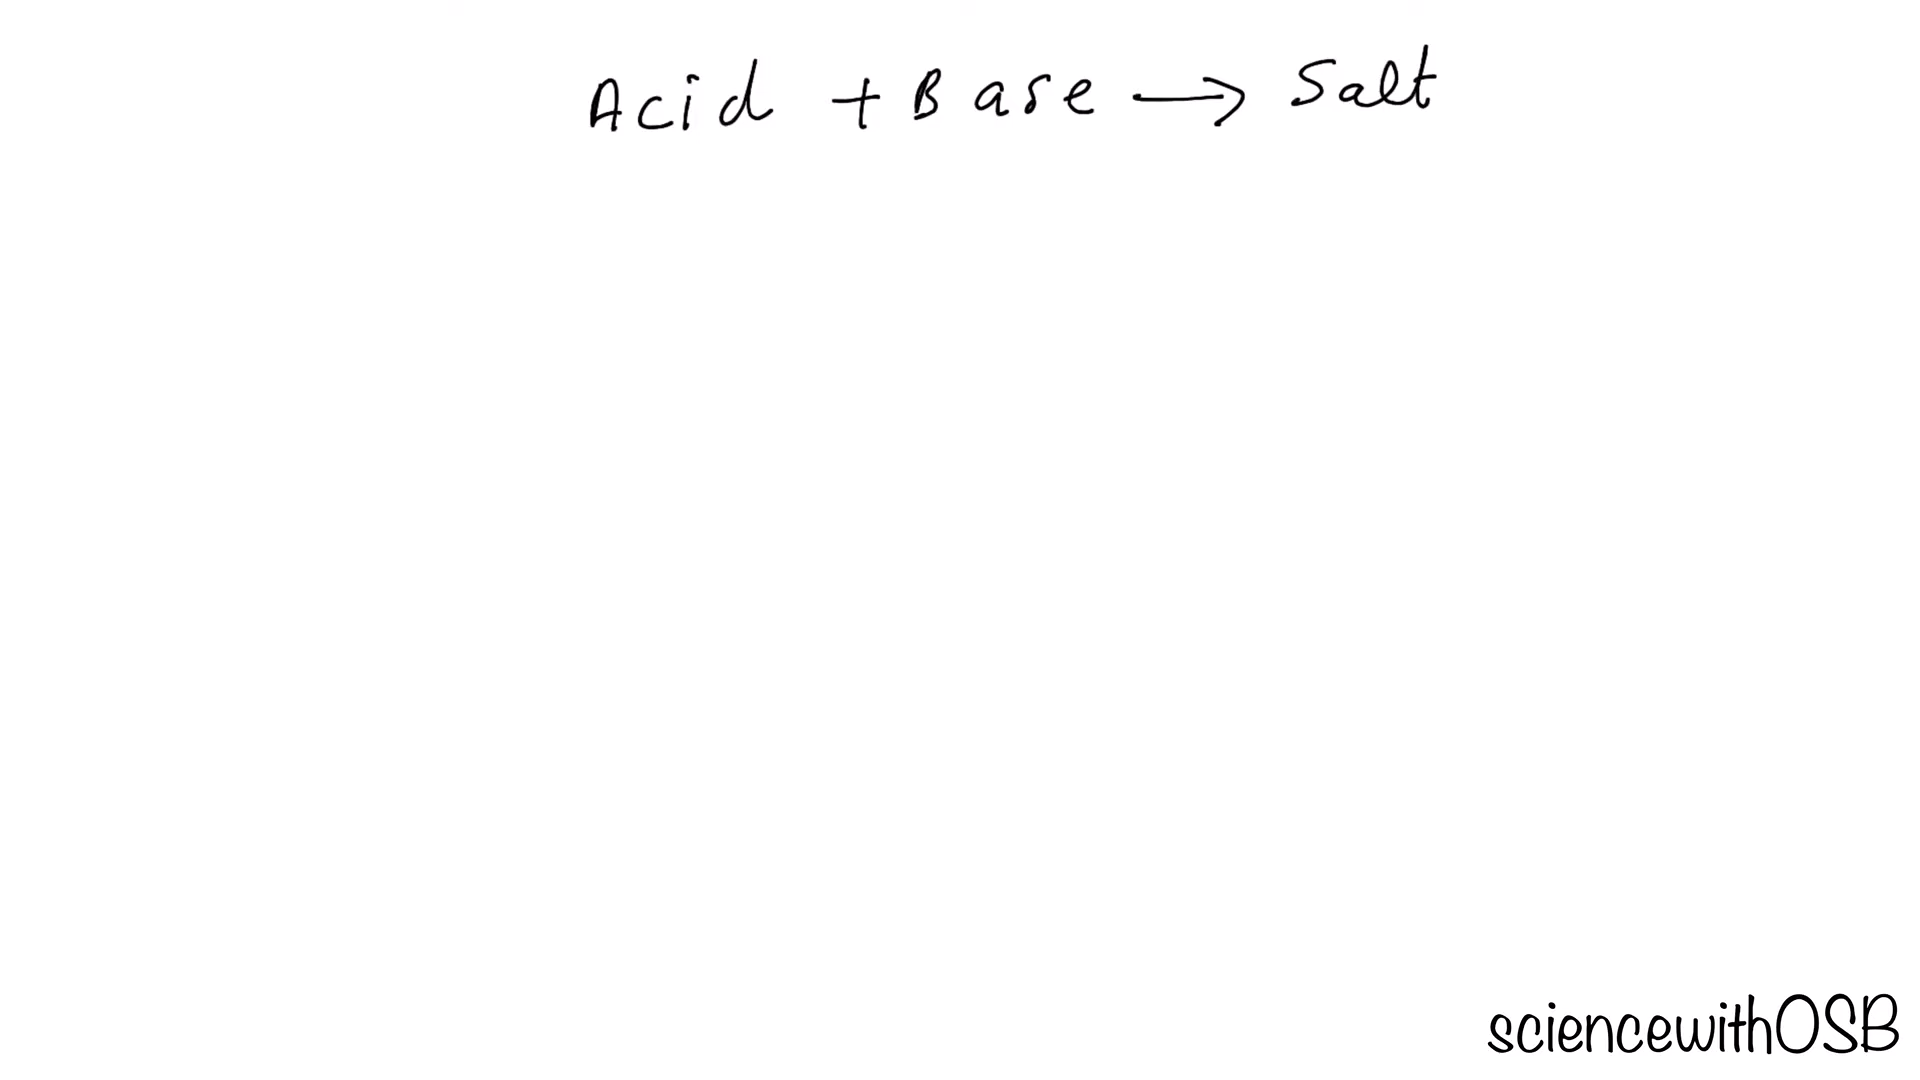 Acid + Base → Salt
sciencewithOSB